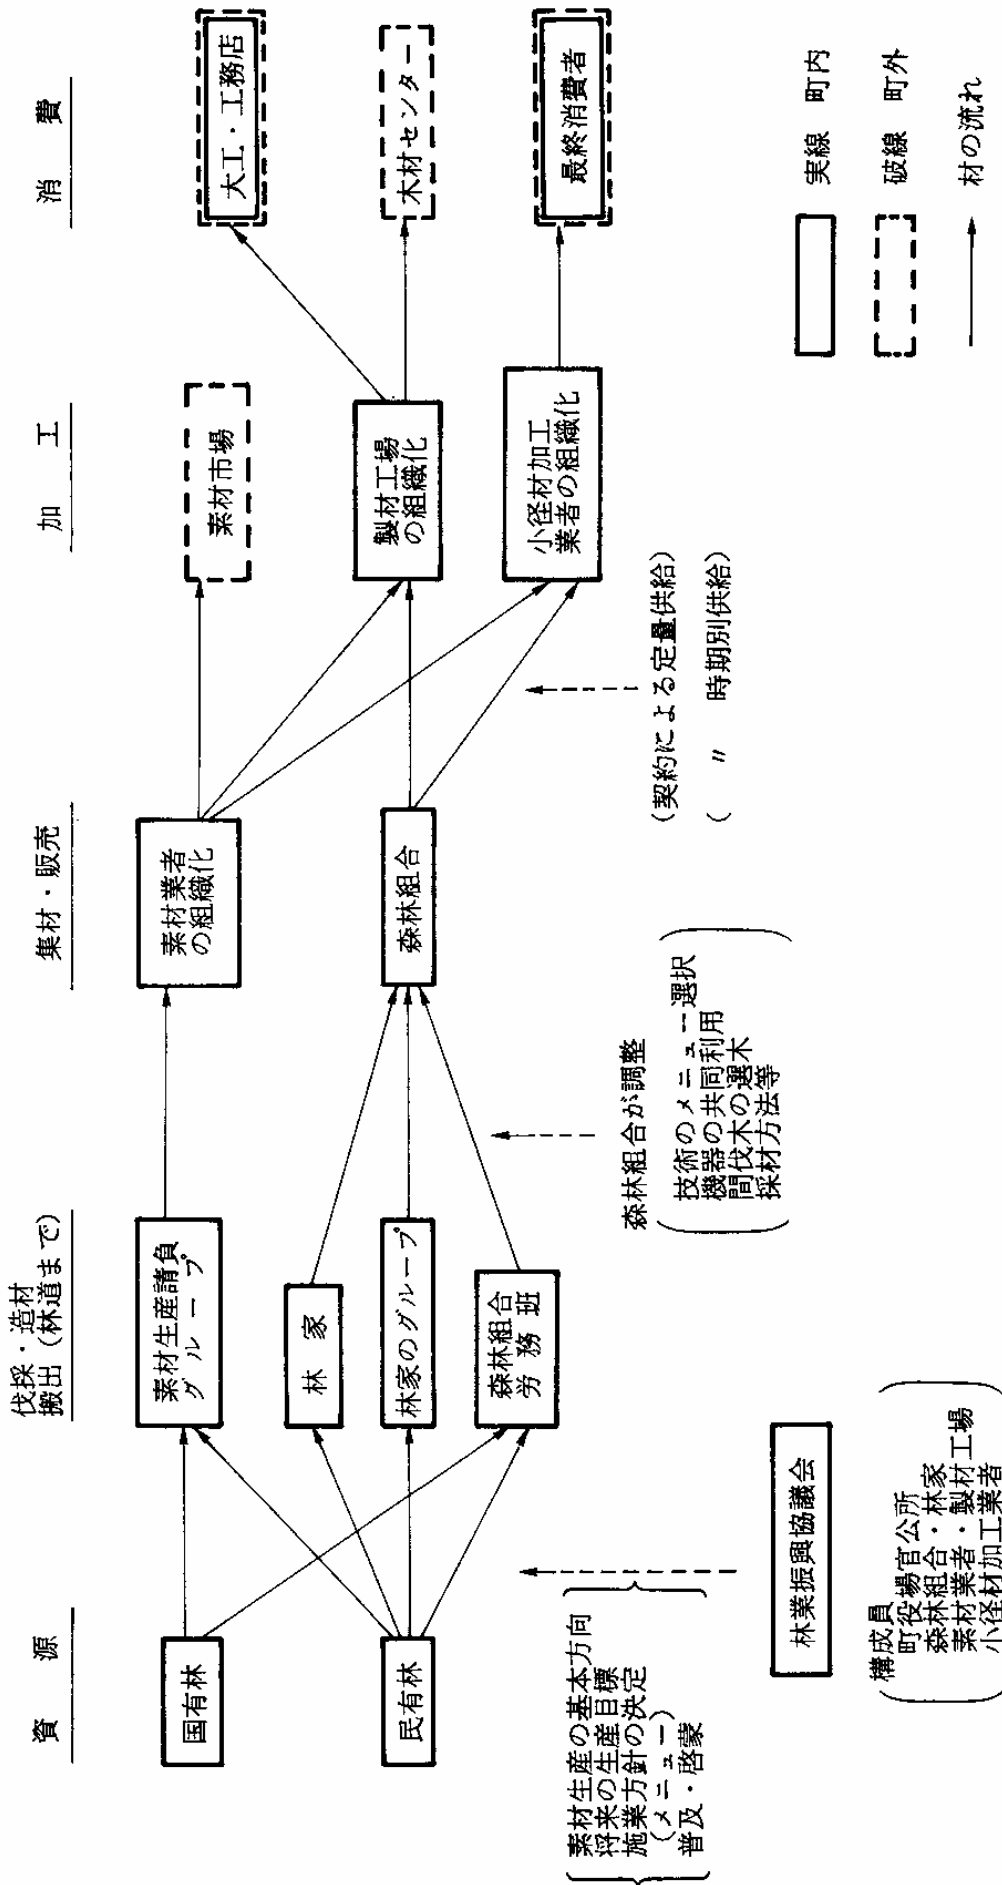 資　源
伐採・造材
搬出（林道まで）
集材・販売
加　工
消　費
国有林
民有林
素材生産請負
グループ
林　家
林家のグループ
森林組合
労務班
素材業者
の組織化
森林組合
素材市場
製材工場
の組織化
小径材加工
業者の組織化
大工・工務店
木材センター
最終消費者
素材生産の基本方向
将来の生産目標
施業方針の決定
（メニュー）
普及・啓蒙
林業振興協議会
構成員
町役場官公所
森林組合・林家
素材業者・製材工場
小径材加工業者
森林組合が調整
技術のメニュー選択
機器の共同利用
間伐木の選木
採材方法等
（契約による定量供給）
（　〃　時期別供給）
実線　町内
破線　町外
材の流れ